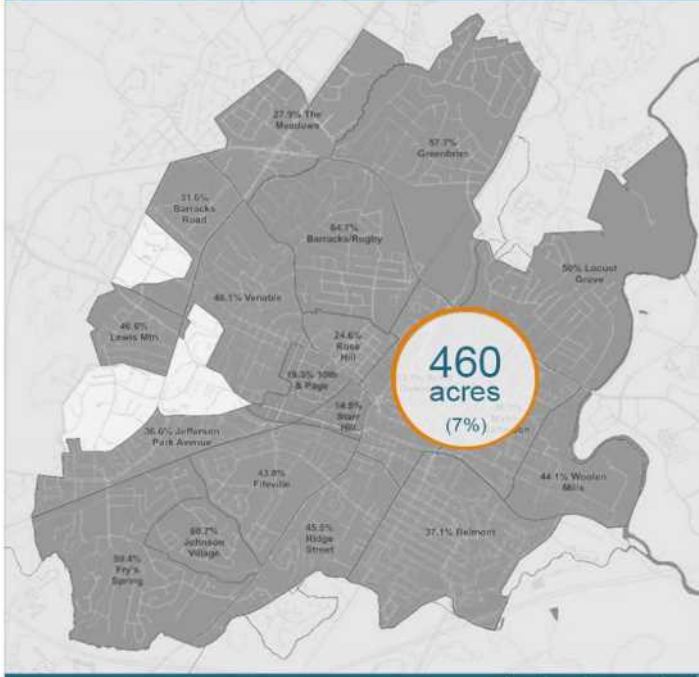 27.9% The
Meadows
57.7%
Greenbrier
31.6%
Barracks
Road
64.7%
Barracks/Rugby
50% Locust
Grove
46.1% Venable
46.6%
Lewis Mtn.
24.6%
Rose
Hill
460
acres
(7%)
19.3% 10th
& Page
14.9%
Starr
Hill
36.6% Jefferson
Park Avenue
43.8%
Fifeville
44.1% Woolen
Mills
45.5%
Ridge
Street
37.1% Belmont
Johnson
Village
59.4%
Fry's
Spring